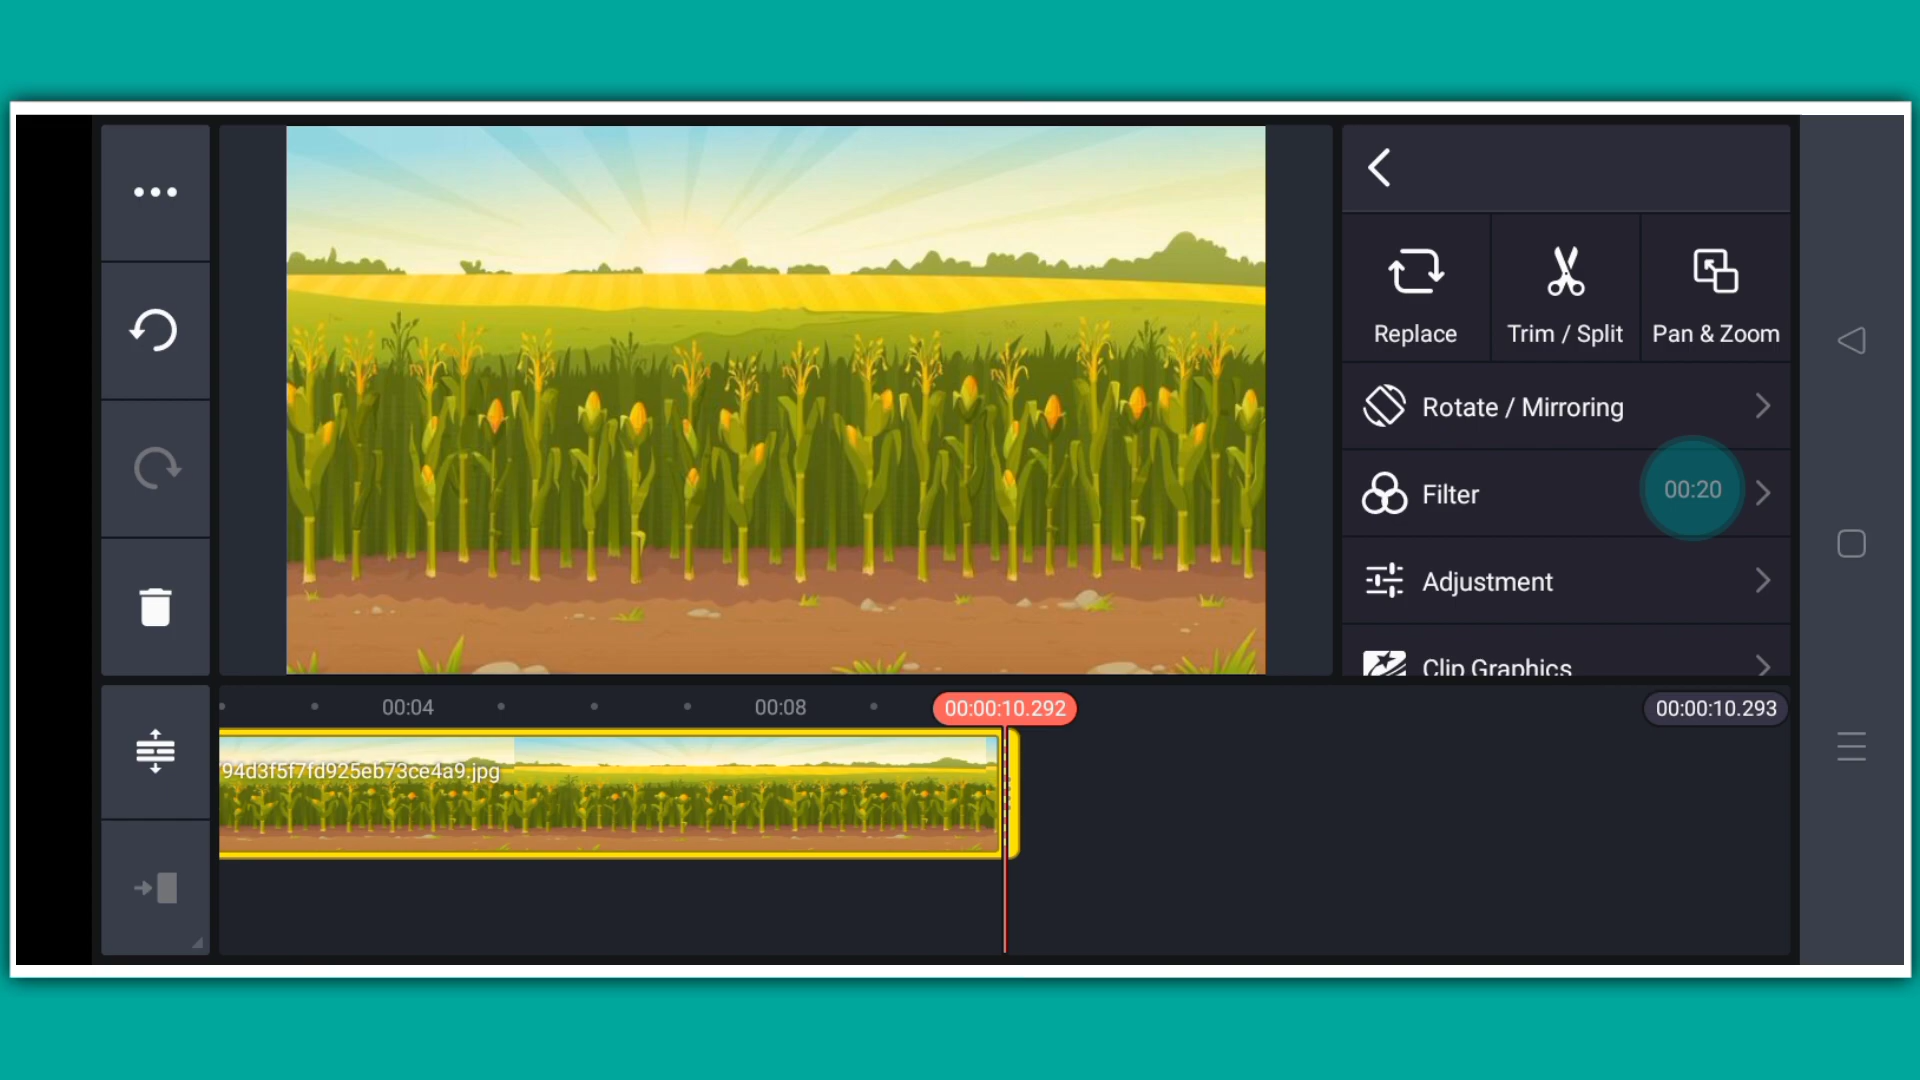 Replace
Trim / Split
Pan & Zoom
Rotate / Mirroring
Filter
00:20
Adjustment
Clip Graphics
00:04
00:08
00:00:10.292
00:00:10.293
94d3f5f7fd925eb73ce4a9.jpg